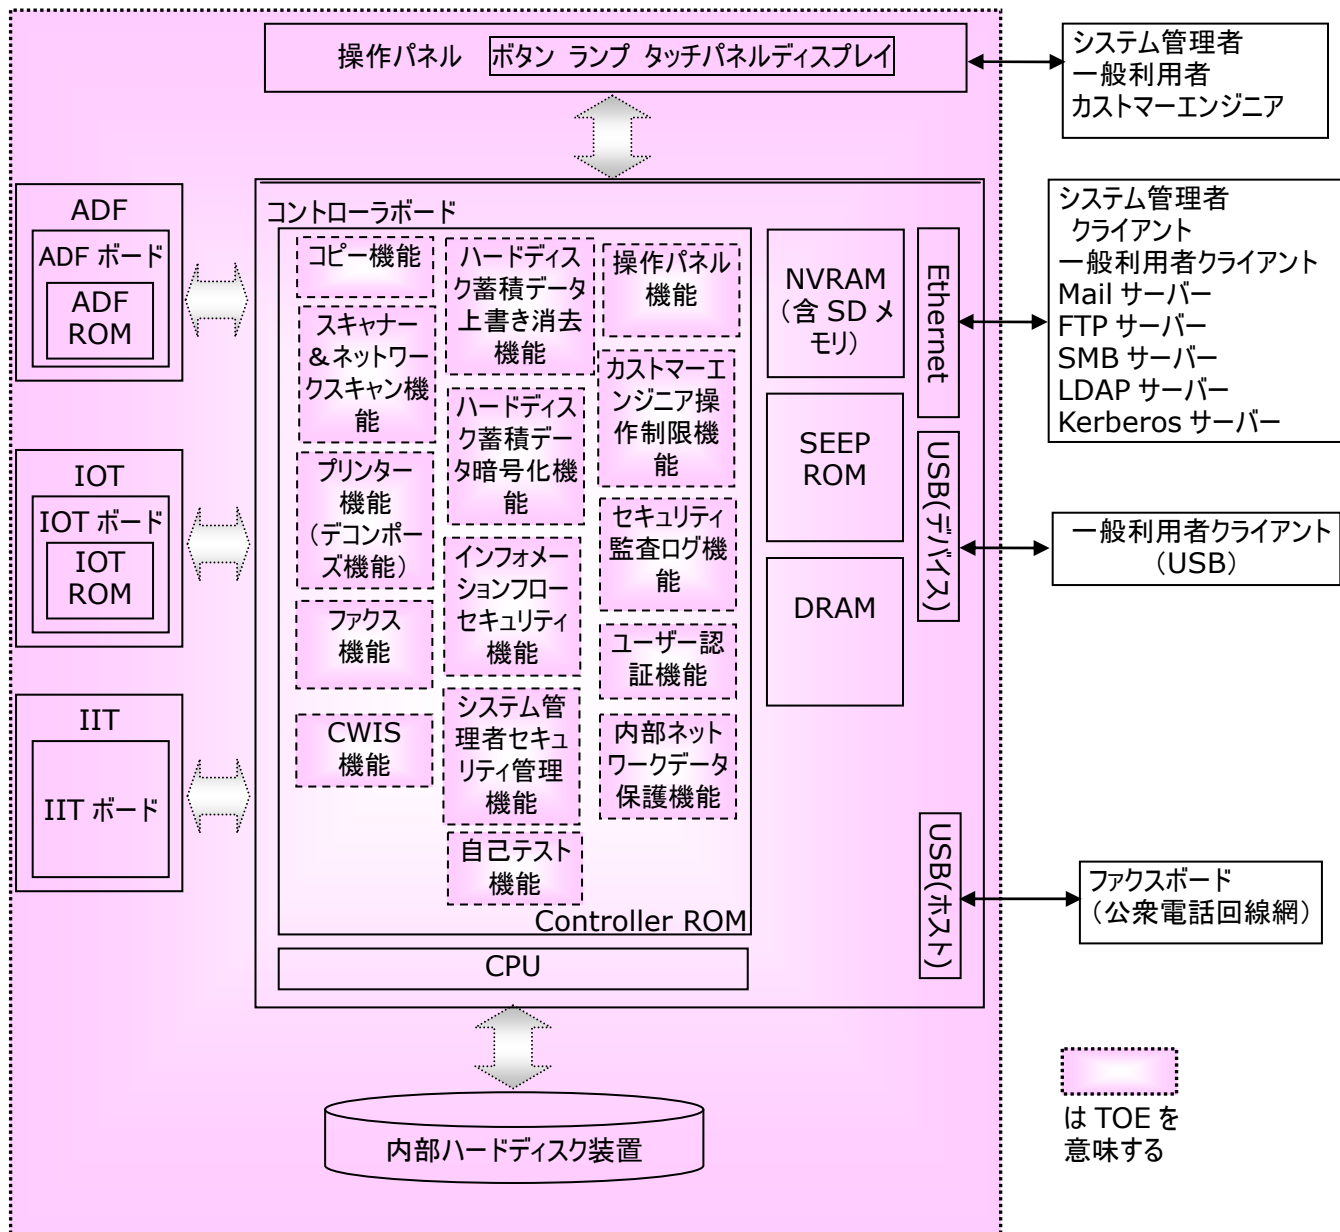 操作パネル ボタン ランプ タッチパネルディスプレイ
システム管理者
一般利用者
カストマーエンジニア
ADF
ADF ボード
ADF
ROM
IOT
IOT ボード
IOT
ROM
IIT
IIT ボード
コントローラボード
コピー機能
スキャナー
&ネットワー
クスキャン機
能
プリンター
機能
(デコンポー
ズ機能)
ファクス
機能
CWIS
機能
ハードディス
ク蓄積データ
上書き消去
機能
ハードディス
ク蓄積デー
タ暗号化機
能
インフォメー
ションフロー
セキュリティ
機能
システム管
理者セキュ
リティ管理
機能
自己テスト
機能
操作パネル
機能
カストマーエ
ンジニア操
作制限機
能
セキュリティ
監査ログ機
能
ユーザー認
証機能
内部ネット
ワークデータ
保護機能
Controller ROM
CPU
NVRAM
(含 SD メ
モリ)
SEEP
ROM
DRAM
Ethernet
USB(デバイス)
USB(ホスト)
システム管理者
クライアント
一般利用者クライアント
Mail サーバー
FTP サーバー
SMB サーバー
LDAP サーバー
Kerberos サーバー
一般利用者クライアント
(USB)
ファクスボード
(公衆電話回線網)
内部ハードディスク装置
は TOE を
意味する